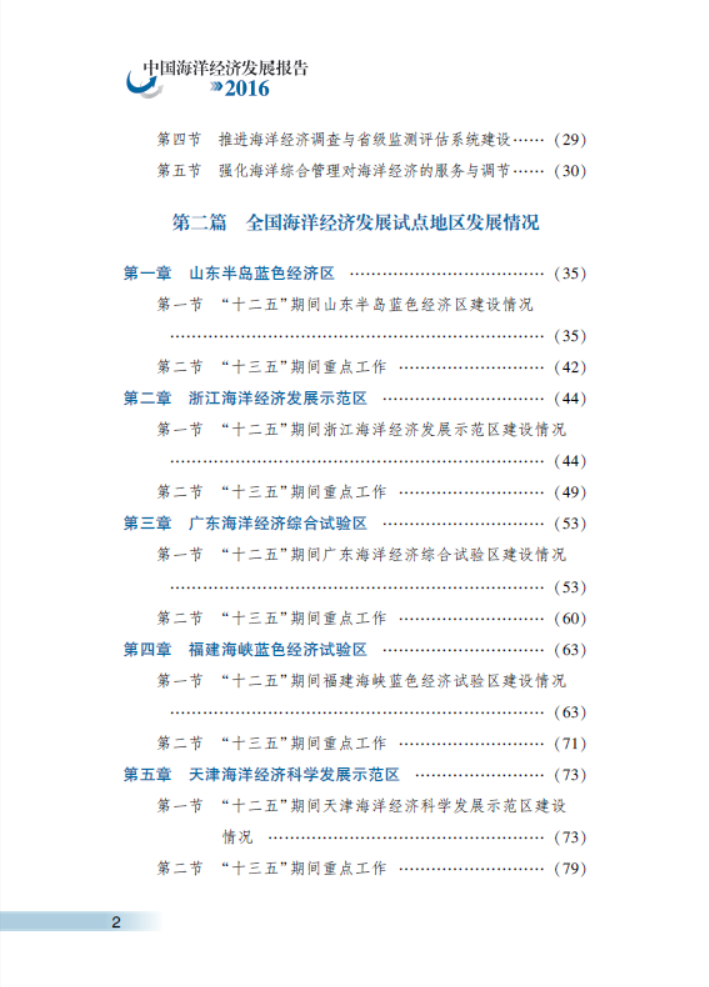 中国海洋经济发展报告
2016
第四节 推进海洋经济调查与省级监测评估系统建设…… (29)
第五节 强化海洋综合管理对海洋经济的服务与调节…… (30)
第二篇 全国海洋经济发展试点地区发展情况
第一章 山东半岛蓝色经济区 ……………………………… (35)
第一节 “十二五”期间山东半岛蓝色经济区建设情况
…………………………………………………………… (35)
第二节 “十三五”期间重点工作 ……………………… (42)
第二章 浙江海洋经济发展示范区 ………………………… (44)
第一节 “十二五”期间浙江海洋经济发展示范区建设情况
…………………………………………………………… (44)
第二节 “十三五”期间重点工作 ……………………… (49)
第三章 广东海洋经济综合试验区 ………………………… (53)
第一节 “十二五”期间广东海洋经济综合试验区建设情况
…………………………………………………………… (53)
第二节 “十三五”期间重点工作 ……………………… (60)
第四章 福建海峡蓝色经济试验区 ………………………… (63)
第一节 “十二五”期间福建海峡蓝色经济试验区建设情况
…………………………………………………………… (63)
第二节 “十三五”期间重点工作 ……………………… (71)
第五章 天津海洋经济科学发展示范区 …………………… (73)
第一节 “十二五”期间天津海洋经济科学发展示范区建设
情况 …………………………………………… (73)
第二节 “十三五”期间重点工作 ……………………… (79)
2